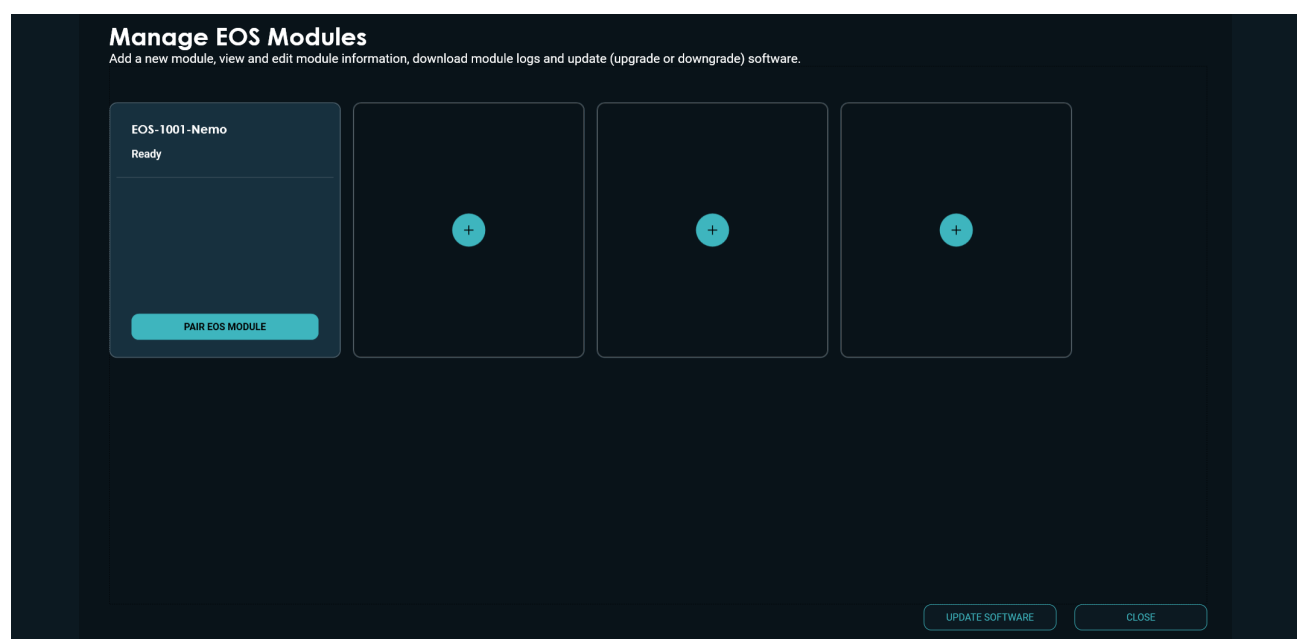 Manage EOS Modules
Add a new module, view and edit module information, download module logs and update (upgrade or downgrade) software.
EOS-1001-Nemo
Ready
+
+
+
PAIR EOS MODULE
UPDATE SOFTWARE
CLOSE